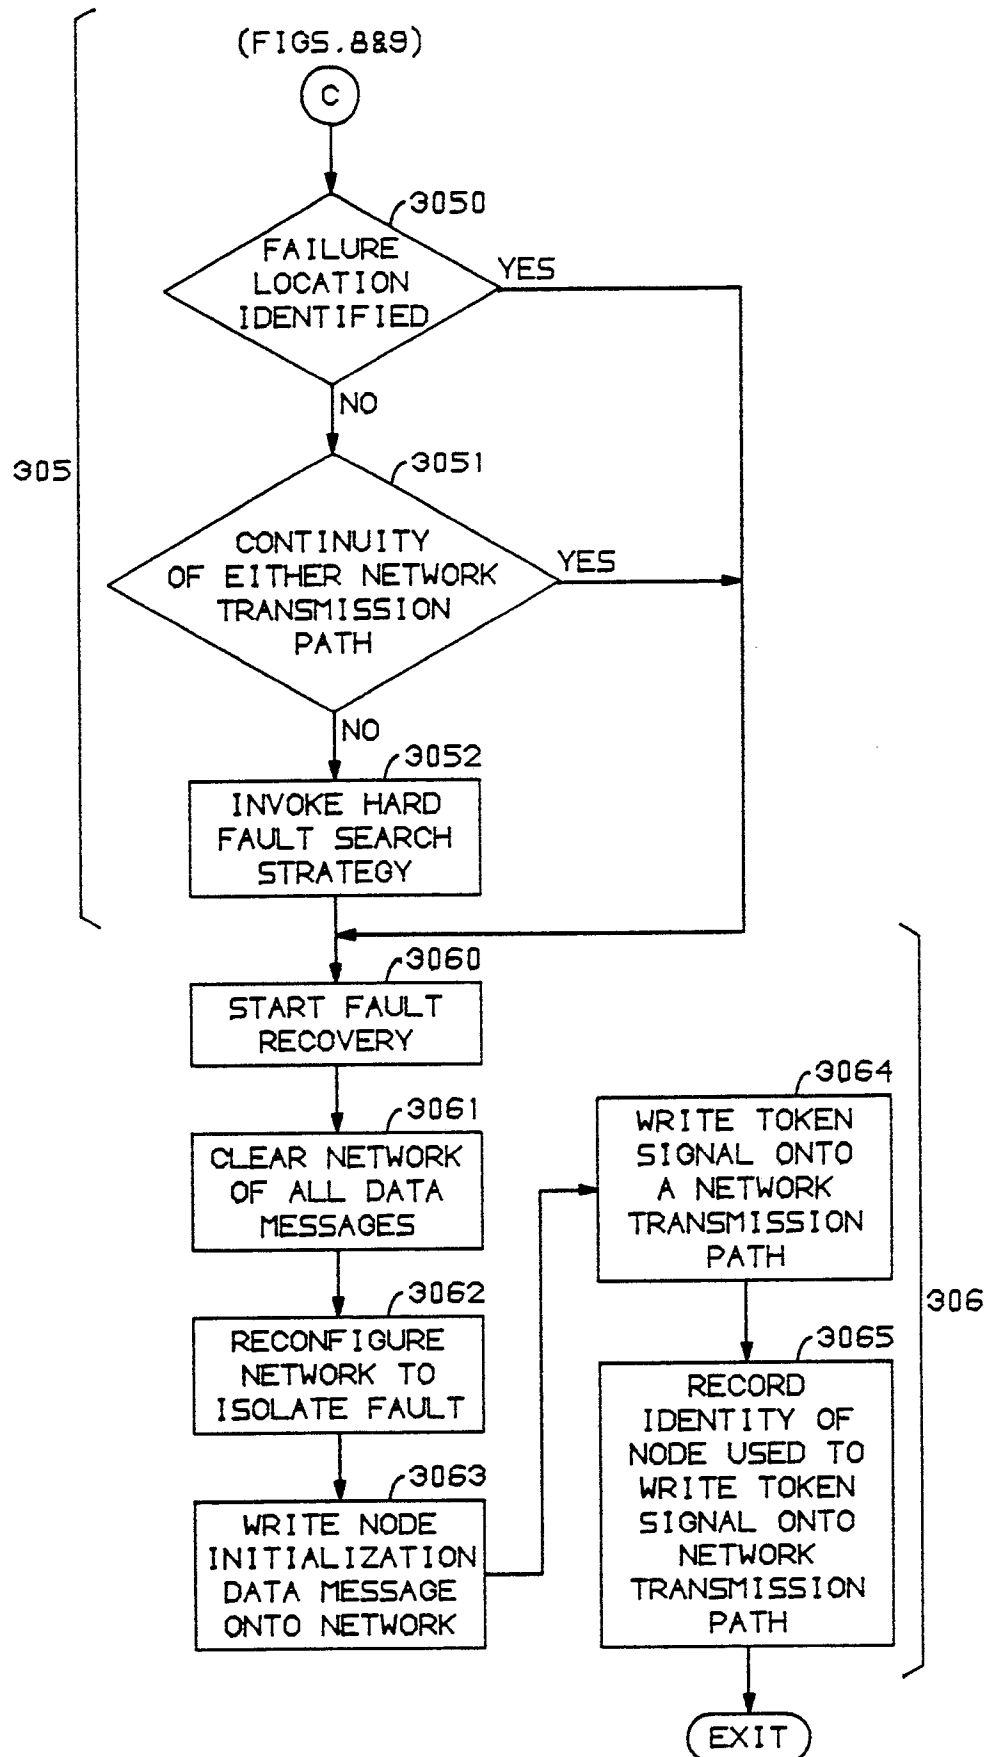 (FIGS. 8&9)
C
3050
FAILURE
LOCATION
IDENTIFIED
YES
NO
305
3051
CONTINUITY
OF EITHER NETWORK
TRANSMISSION
PATH
YES
NO
3052
INVOKE HARD
FAULT SEARCH
STRATEGY
3060
START FAULT
RECOVERY
3061
CLEAR NETWORK
OF ALL DATA
MESSAGES
3062
RECONFIGURE
NETWORK TO
ISOLATE FAULT
3063
WRITE NODE
INITIALIZATION
DATA MESSAGE
ONTO NETWORK
3064
WRITE TOKEN
SIGNAL ONTO
A NETWORK
TRANSMISSION
PATH
306
3065
RECORD
IDENTITY OF
NODE USED TO
WRITE TOKEN
SIGNAL ONTO
NETWORK
TRANSMISSION
PATH
EXIT